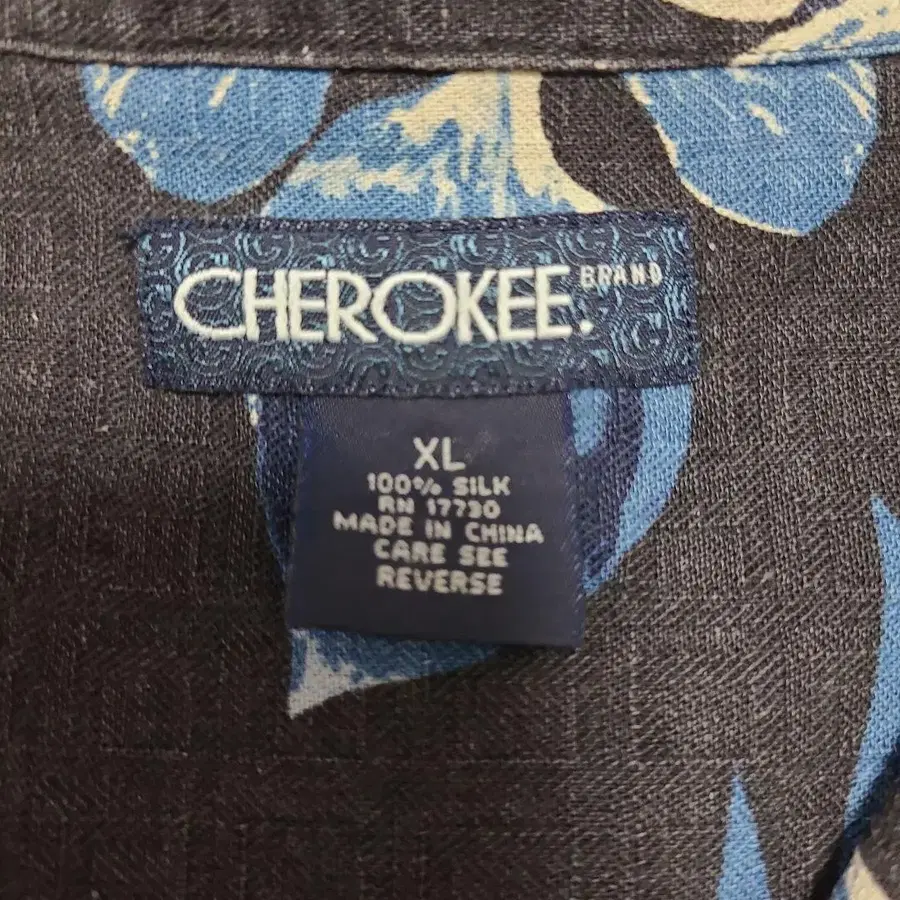 CHEROKEE. BRAND
XL
100% SILK
RN 17730
MADE IN CHINA
CARE SEE
REVERSE